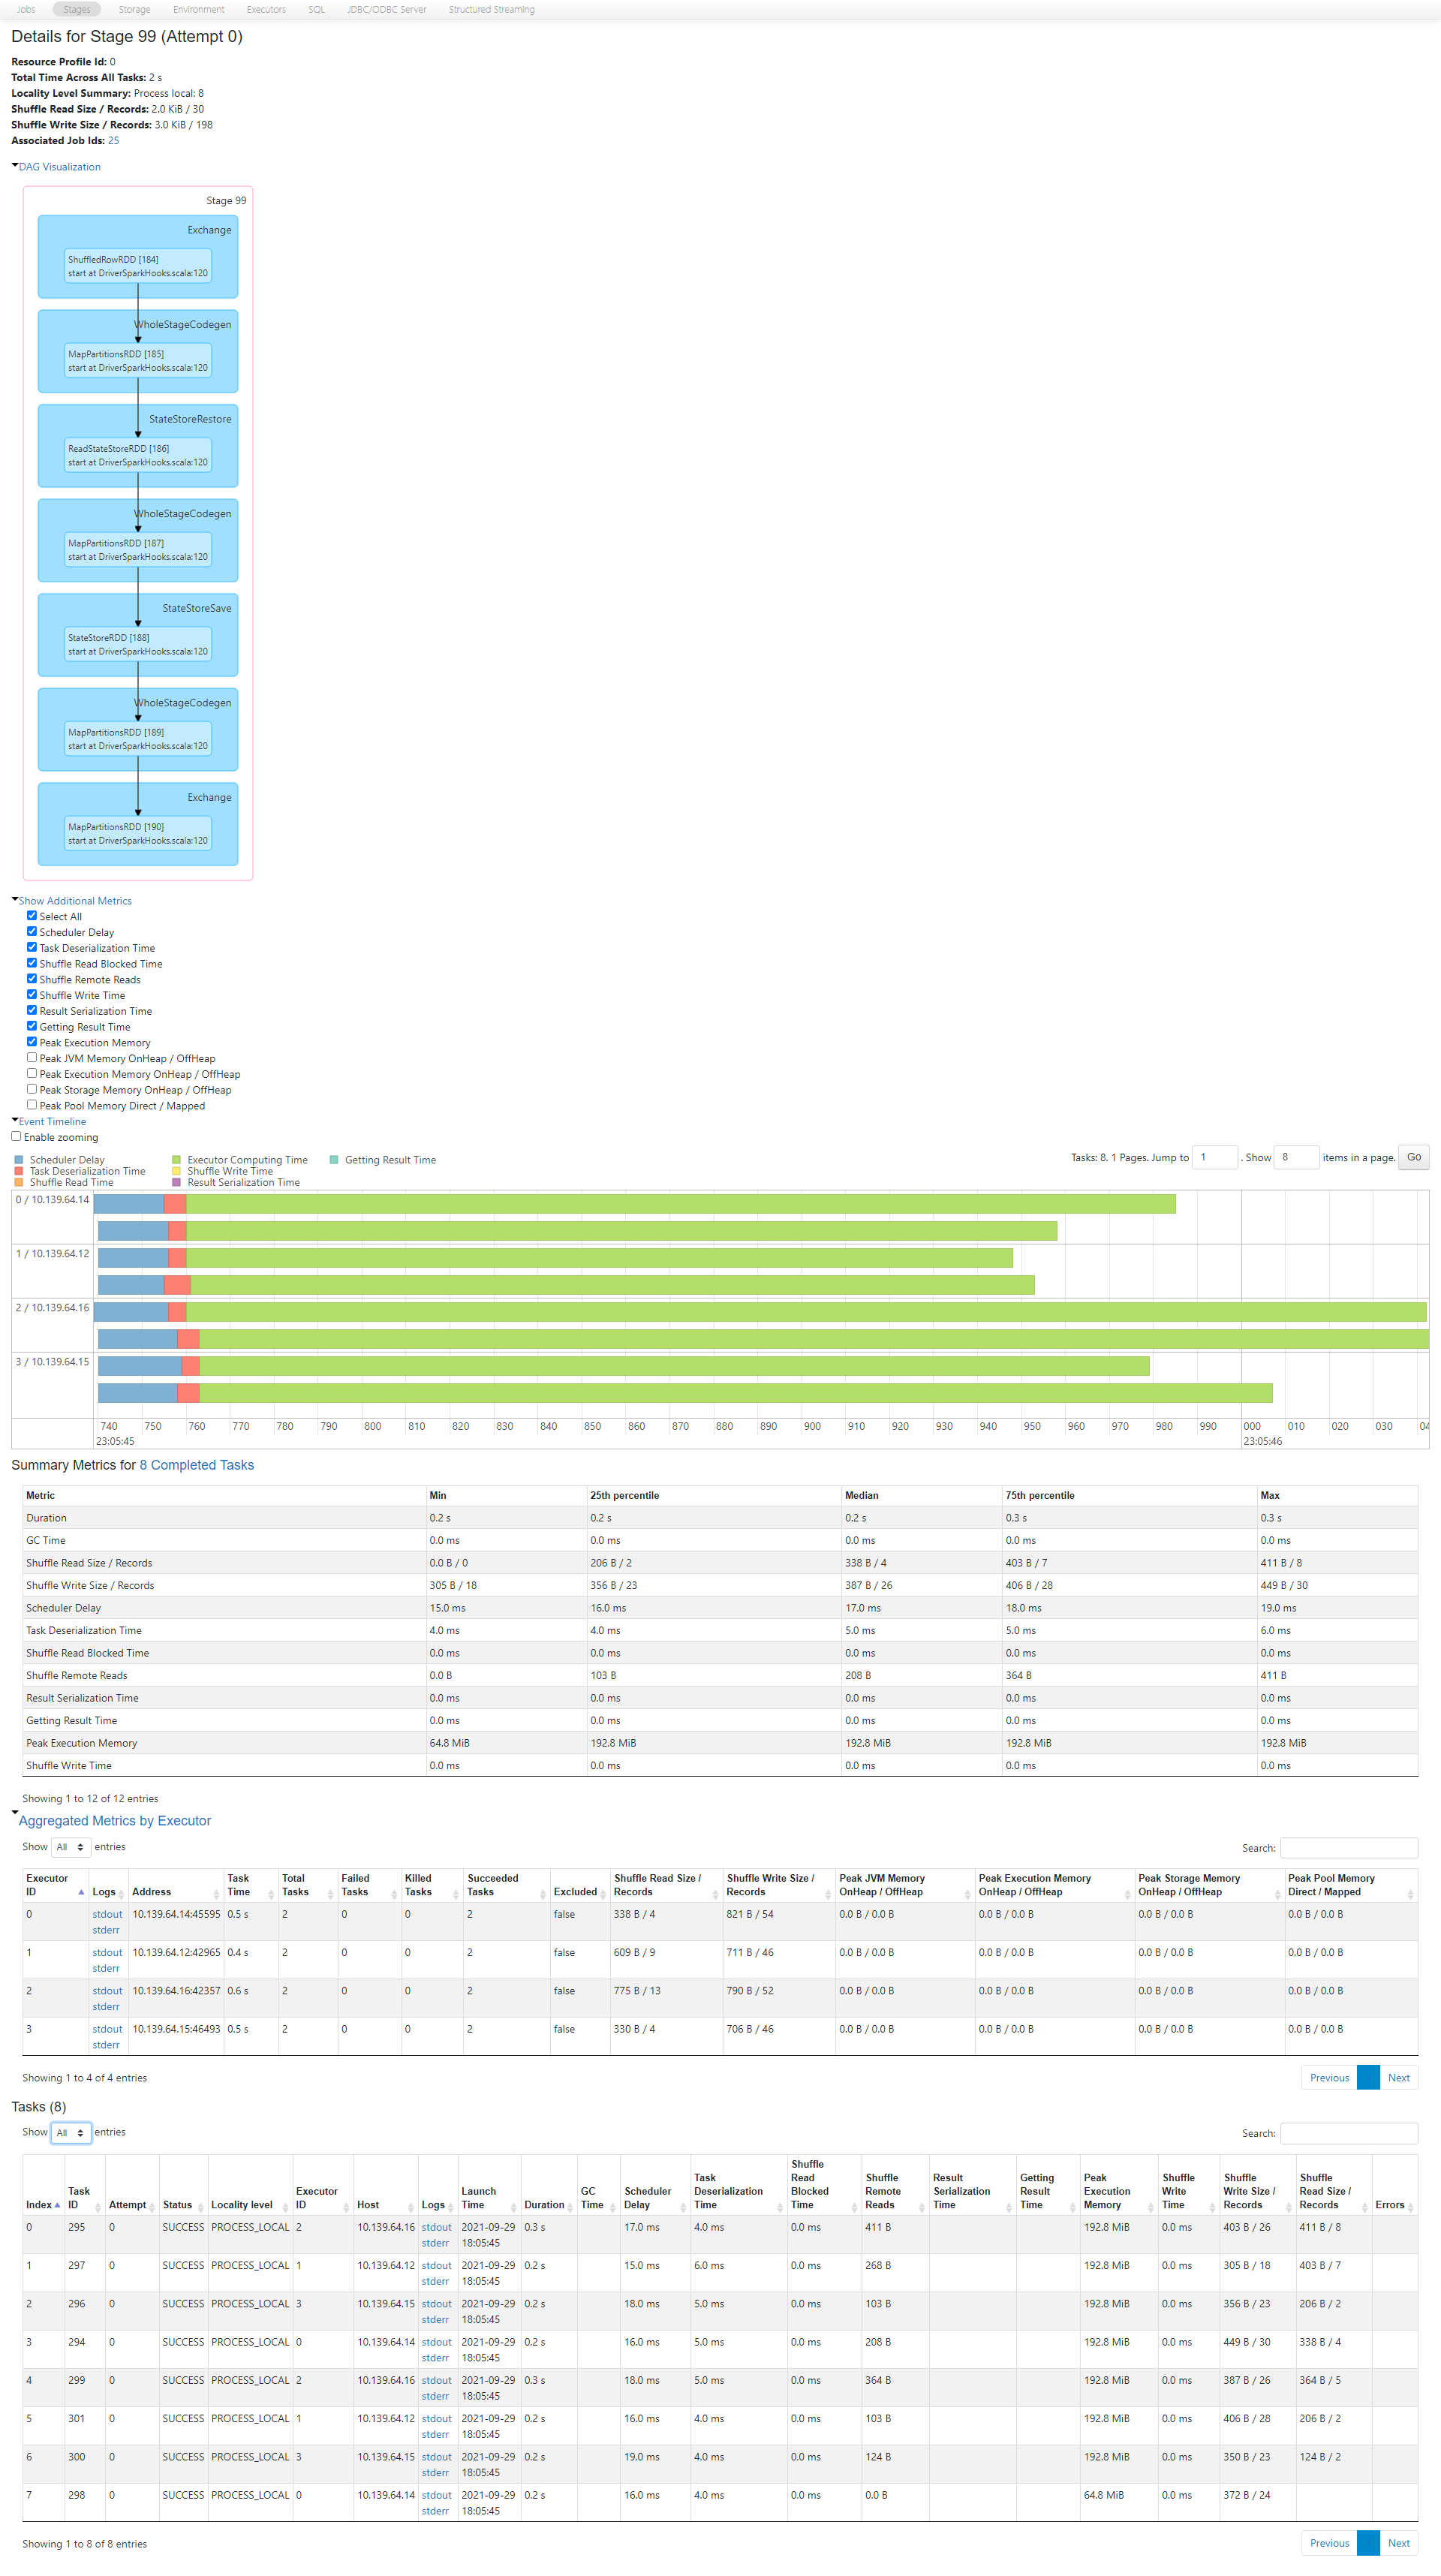 Jobs Stages Storage Environment Executors SQL JDBC/ODBC Server Structured Streaming
Details for Stage 99 (Attempt 0)
Resource Profile Id: 0
Total Time Across All Tasks: 2 s
Locality Level Summary: Process local: 8
Shuffle Read Size / Records: 2.0 KiB / 30
Shuffle Write Size / Records: 3.0 KiB / 198
Associated Job Ids: 25
DAG Visualization
Stage 99
Exchange
ShuffledRowRDD [184]
start at DriverSparkHooks.scala:120
WholeStageCodegen
MapPartitionsRDD [185]
start at DriverSparkHooks.scala:120
StateStoreRestore
ReadStateStoreRDD [186]
start at DriverSparkHooks.scala:120
WholeStageCodegen
MapPartitionsRDD [187]
start at DriverSparkHooks.scala:120
StateStoreSave
StateStoreRDD [188]
start at DriverSparkHooks.scala:120
WholeStageCodegen
MapPartitionsRDD [189]
start at DriverSparkHooks.scala:120
Exchange
MapPartitionsRDD [190]
start at DriverSparkHooks.scala:120
Show Additional Metrics
Select All
Scheduler Delay
Task Deserialization Time
Shuffle Read Blocked Time
Shuffle Remote Reads
Shuffle Write Time
Result Serialization Time
Getting Result Time
Peak Execution Memory
Peak JVM Memory OnHeap / OffHeap
Peak Execution Memory OnHeap / OffHeap
Peak Storage Memory OnHeap / OffHeap
Peak Pool Memory Direct / Mapped
Event Timeline
Enable zooming
Scheduler Delay Executor Computing Time Getting Result Time
Task Deserialization Time Shuffle Write Time
Shuffle Read Time Result Serialization Time
Tasks: 8. 1 Pages. Jump to 1 . Show 8 items in a page. Go
0 / 10.139.64.14
1 / 10.139.64.12
2 / 10.139.64.16
3 / 10.139.64.15
740 750 760 770 780 790 800 810 820 830 840 850 860 870 880 890 900 910 920 930 940 950 960 970 980 990 000 010 020 030 04
23:05:45 23:05:46
Summary Metrics for 8 Completed Tasks
Metric Min 25th percentile Median 75th percentile Max
Duration 0.2 s 0.2 s 0.2 s 0.3 s 0.3 s
GC Time 0.0 ms 0.0 ms 0.0 ms 0.0 ms 0.0 ms
Shuffle Read Size / Records 0.0 B / 0 206 B / 2 338 B / 4 403 B / 7 411 B / 8
Shuffle Write Size / Records 305 B / 18 356 B / 23 387 B / 26 406 B / 28 449 B / 30
Scheduler Delay 15.0 ms 16.0 ms 17.0 ms 18.0 ms 19.0 ms
Task Deserialization Time 4.0 ms 4.0 ms 5.0 ms 5.0 ms 6.0 ms
Shuffle Read Blocked Time 0.0 ms 0.0 ms 0.0 ms 0.0 ms 0.0 ms
Shuffle Remote Reads 0.0 B 103 B 208 B 364 B 411 B
Result Serialization Time 0.0 ms 0.0 ms 0.0 ms 0.0 ms 0.0 ms
Getting Result Time 0.0 ms 0.0 ms 0.0 ms 0.0 ms 0.0 ms
Peak Execution Memory 64.8 MiB 192.8 MiB 192.8 MiB 192.8 MiB 192.8 MiB
Shuffle Write Time 0.0 ms 0.0 ms 0.0 ms 0.0 ms 0.0 ms
Showing 1 to 12 of 12 entries
Aggregated Metrics by Executor
Show All entries Search:
Executor ID Logs Address Task Time Total Tasks Failed Tasks Killed Tasks Succeeded Tasks Excluded Shuffle Read Size / Records Shuffle Write Size / Records Peak JVM Memory OnHeap / OffHeap Peak Execution Memory OnHeap / OffHeap Peak Storage Memory OnHeap / OffHeap Peak Pool Memory Direct / Mapped
0 stdout stderr 10.139.64.14:45595 0.5 s 2 0 0 2 false 338 B / 4 821 B / 54 0.0 B / 0.0 B 0.0 B / 0.0 B 0.0 B / 0.0 B 0.0 B / 0.0 B
1 stdout stderr 10.139.64.12:42965 0.4 s 2 0 0 2 false 609 B / 9 711 B / 46 0.0 B / 0.0 B 0.0 B / 0.0 B 0.0 B / 0.0 B 0.0 B / 0.0 B
2 stdout stderr 10.139.64.16:42357 0.6 s 2 0 0 2 false 775 B / 13 790 B / 52 0.0 B / 0.0 B 0.0 B / 0.0 B 0.0 B / 0.0 B 0.0 B / 0.0 B
3 stdout stderr 10.139.64.15:46493 0.5 s 2 0 0 2 false 330 B / 4 706 B / 46 0.0 B / 0.0 B 0.0 B / 0.0 B 0.0 B / 0.0 B 0.0 B / 0.0 B
Showing 1 to 4 of 4 entries Previous Next
Tasks (8)
Show All entries Search:
Index Task ID Attempt Status Locality level Executor ID Host Logs Launch Time Duration GC Time Scheduler Delay Task Deserialization Time Shuffle Read Blocked Time Shuffle Remote Reads Result Serialization Time Getting Result Time Peak Execution Memory Shuffle Write Time Shuffle Write Size / Records Shuffle Read Size / Records Errors
0 295 0 SUCCESS PROCESS_LOCAL 2 10.139.64.16 stdout stderr 2021-09-29 18:05:45 0.3 s 17.0 ms 4.0 ms 0.0 ms 411 B 192.8 MiB 0.0 ms 403 B / 26 411 B / 8
1 297 0 SUCCESS PROCESS_LOCAL 1 10.139.64.12 stdout stderr 2021-09-29 18:05:45 0.2 s 15.0 ms 6.0 ms 0.0 ms 268 B 192.8 MiB 0.0 ms 305 B / 18 403 B / 7
2 296 0 SUCCESS PROCESS_LOCAL 3 10.139.64.15 stdout stderr 2021-09-29 18:05:45 0.2 s 18.0 ms 5.0 ms 0.0 ms 103 B 192.8 MiB 0.0 ms 356 B / 23 206 B / 2
3 294 0 SUCCESS PROCESS_LOCAL 0 10.139.64.14 stdout stderr 2021-09-29 18:05:45 0.2 s 16.0 ms 5.0 ms 0.0 ms 208 B 192.8 MiB 0.0 ms 449 B / 30 338 B / 4
4 299 0 SUCCESS PROCESS_LOCAL 2 10.139.64.16 stdout stderr 2021-09-29 18:05:45 0.3 s 18.0 ms 5.0 ms 0.0 ms 364 B 192.8 MiB 0.0 ms 387 B / 26 364 B / 5
5 301 0 SUCCESS PROCESS_LOCAL 1 10.139.64.12 stdout stderr 2021-09-29 18:05:45 0.2 s 16.0 ms 4.0 ms 0.0 ms 103 B 192.8 MiB 0.0 ms 406 B / 28 206 B / 2
6 300 0 SUCCESS PROCESS_LOCAL 3 10.139.64.15 stdout stderr 2021-09-29 18:05:45 0.2 s 19.0 ms 4.0 ms 0.0 ms 124 B 192.8 MiB 0.0 ms 350 B / 23 124 B / 2
7 298 0 SUCCESS PROCESS_LOCAL 0 10.139.64.14 stdout stderr 2021-09-29 18:05:45 0.2 s 16.0 ms 4.0 ms 0.0 ms 0.0 B 64.8 MiB 0.0 ms 372 B / 24
Showing 1 to 8 of 8 entries Previous Next